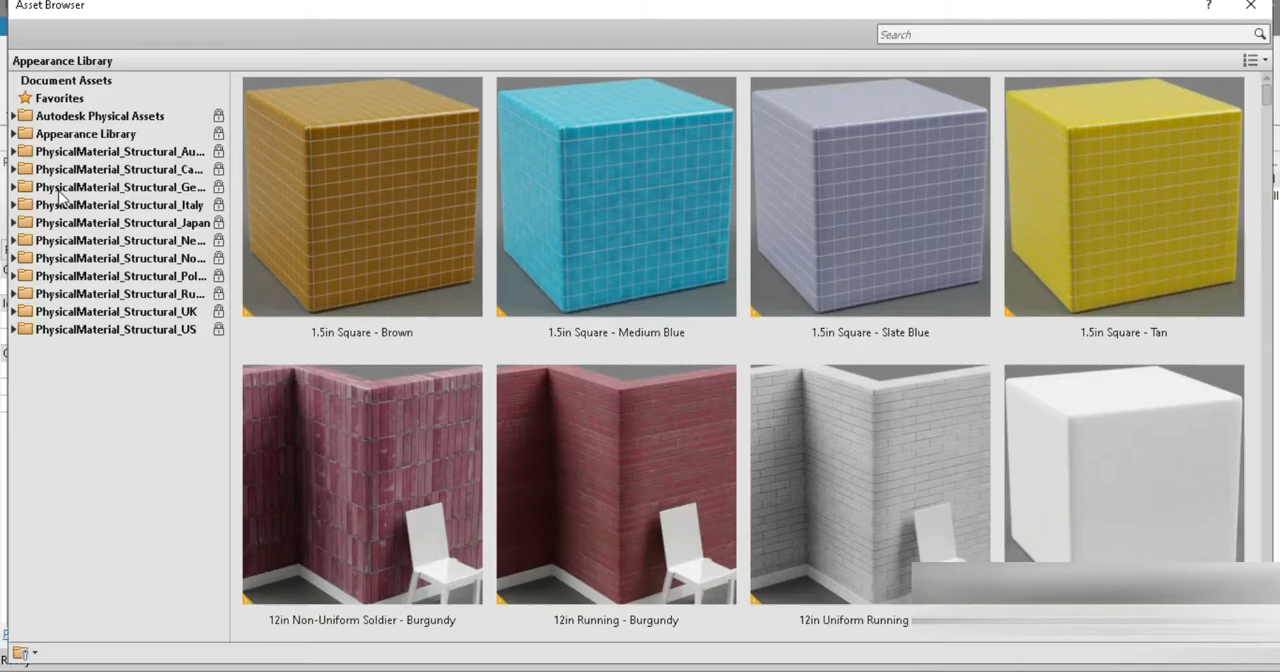 Asset Browser
?
Search
Appearance Library
Document Assets
Favorites
Autodesk Physical Assets
Appearance Library
PhysicalMaterial_Structural_Au...
PhysicalMaterial_Structural_Ca...
PhysicalMaterial_Structural_Ge...
PhysicalMaterial_Structural_Italy
PhysicalMaterial_Structural_Japan
PhysicalMaterial_Structural_Ne...
PhysicalMaterial_Structural_No...
PhysicalMaterial_Structural_Pol...
PhysicalMaterial_Structural_Ru...
PhysicalMaterial_Structural_UK
PhysicalMaterial_Structural_US
1.5in Square - Brown
1.5in Square - Medium Blue
1.5in Square - Slate Blue
1.5in Square - Tan
12in Non-Uniform Soldier - Burgundy
12in Running - Burgundy
12in Uniform Running